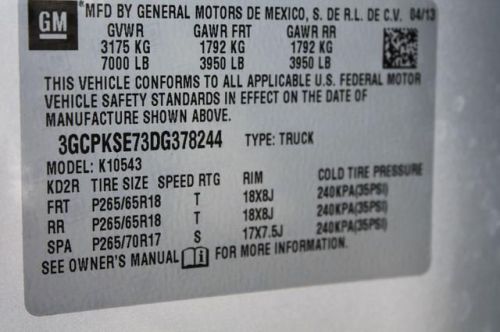 GM
*MFD BY GENERAL MOTORS DE MEXICO, S. DE R.L. DE C.V. 04/13
GVWR GAWR FRT GAWR RR
3175 KG 1792 KG 1792 KG
7000 LB 3950 LB 3950 LB
THIS VEHICLE CONFORMS TO ALL APPLICABLE U.S. FEDERAL MOTOR
VEHICLE SAFETY STANDARDS IN EFFECT ON THE DATE OF
MANUFACTURE SHOWN ABOVE.
3GCPKSE73DG378244 TYPE: TRUCK
MODEL: K10543
KD2R TIRE SIZE SPEED RTG RIM COLD TIRE PRESSURE
FRT P265/65R18 T 18X8J 240KPA(35PSI)
RR P265/65R18 T 18X8J 240KPA(35PSI)
SPA P265/70R17 S 17X7.5J 240KPA(35PSI)
SEE OWNER'S MANUAL i FOR MORE INFORMATION.